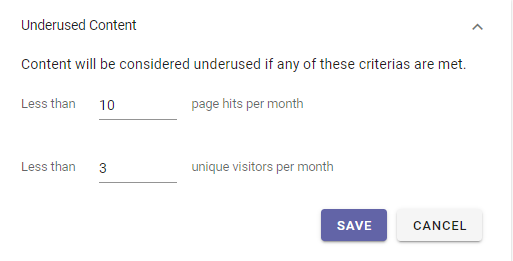 Underused Content
Content will be considered underused if any of these criterias are met.
Less than 10 page hits per month
Less than 3 unique visitors per month
SAVE CANCEL